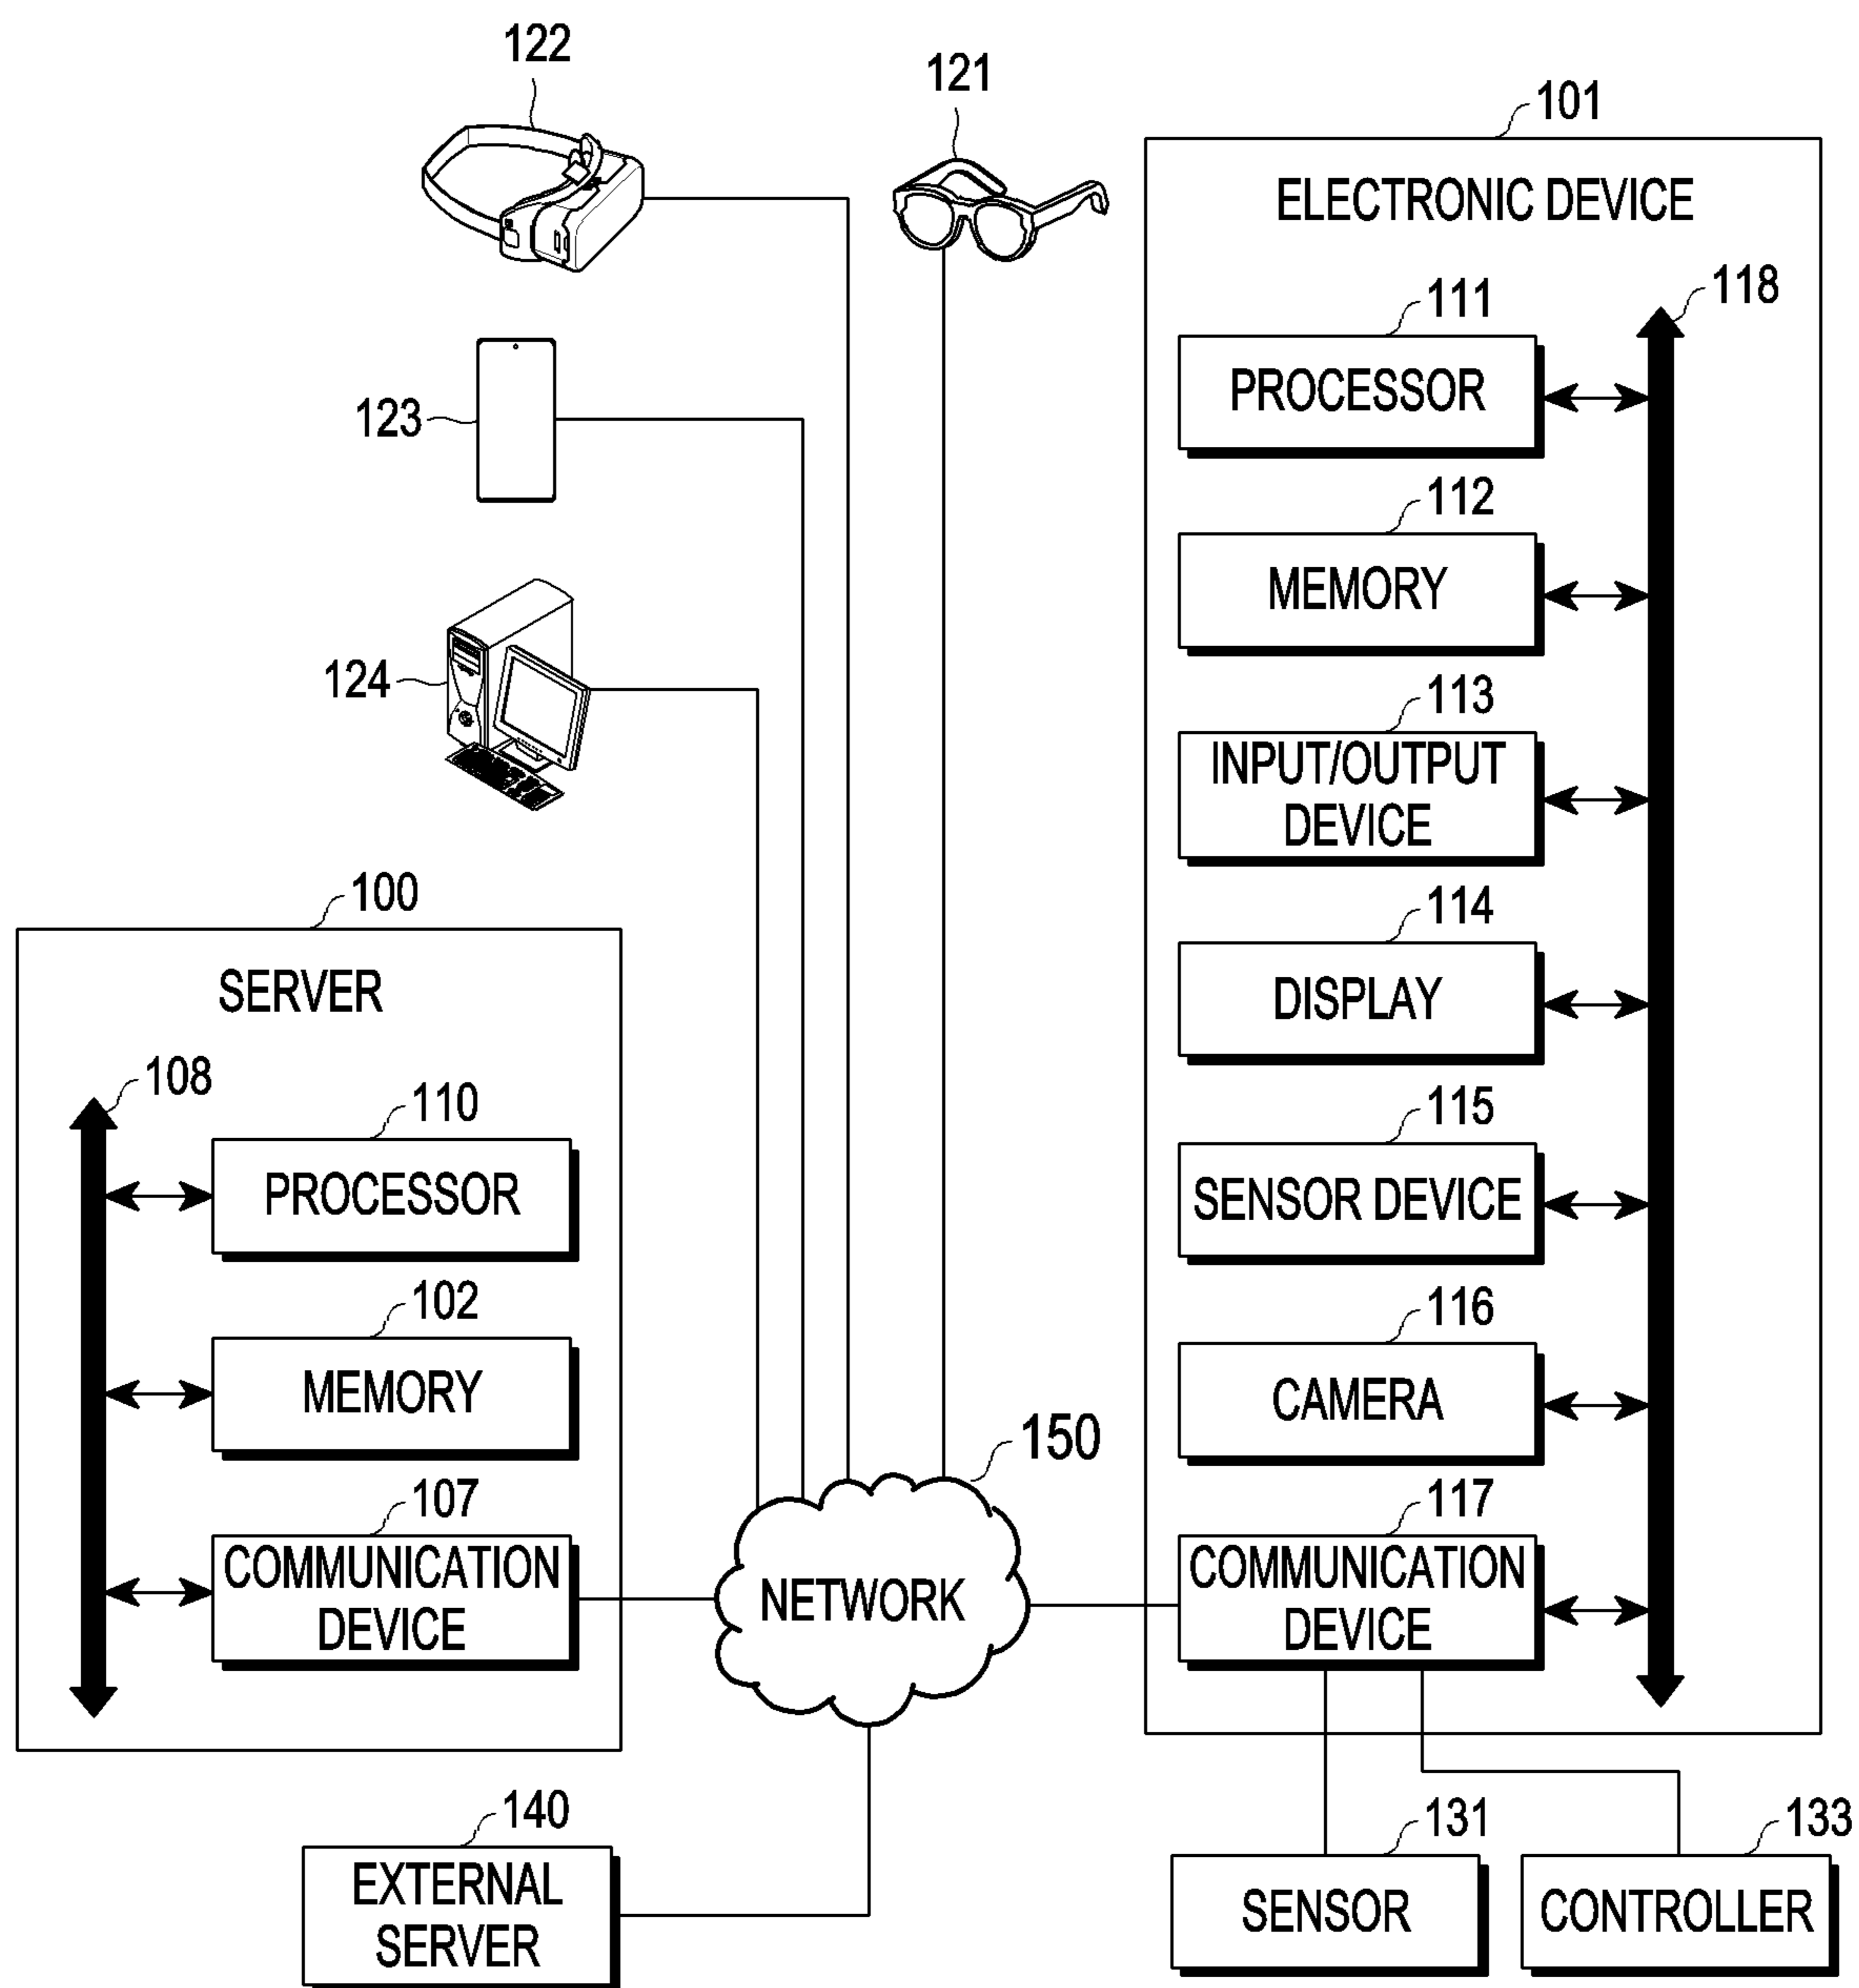 122
121
101
ELECTRONIC DEVICE
118
111
PROCESSOR
123
112
MEMORY
124
113
INPUT/OUTPUT
DEVICE
100
SERVER
114
DISPLAY
108
110
PROCESSOR
115
SENSOR DEVICE
102
MEMORY
116
CAMERA
150
NETWORK
107
COMMUNICATION
DEVICE
117
COMMUNICATION
DEVICE
140
EXTERNAL
SERVER
131
SENSOR
133
CONTROLLER